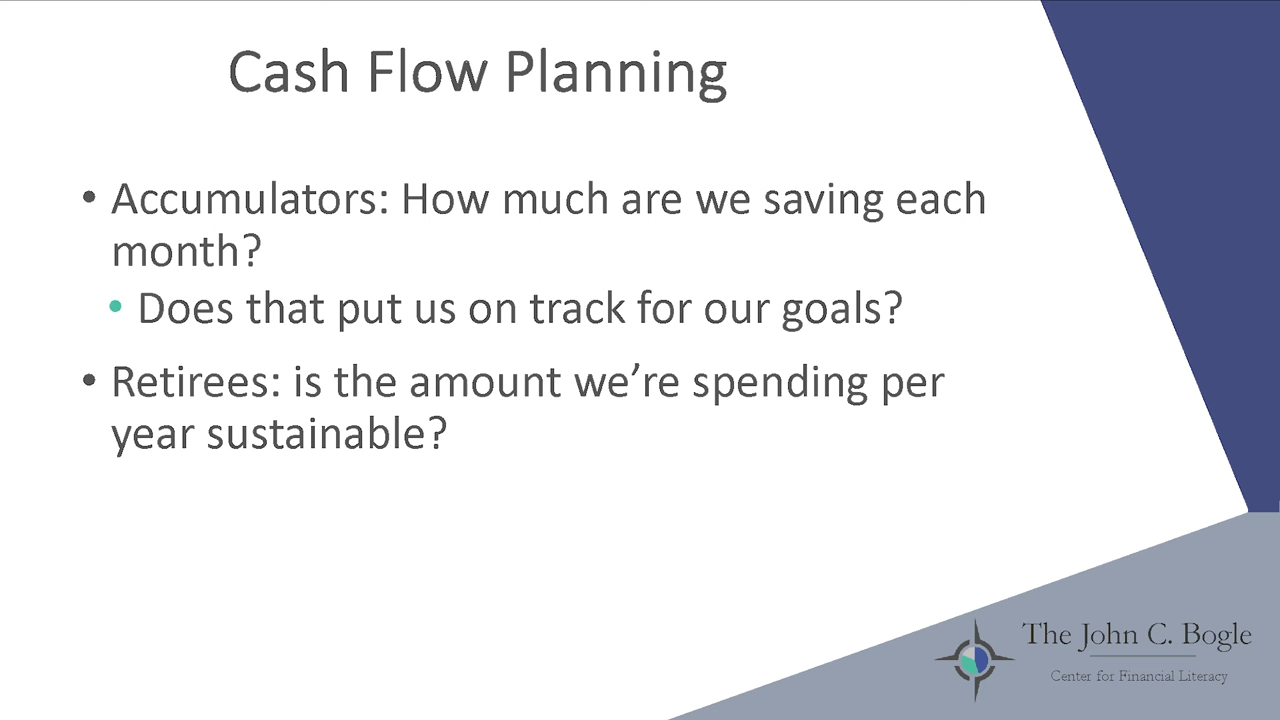 Cash Flow Planning
• Accumulators: How much are we saving each
month?
• Does that put us on track for our goals?
• Retirees: is the amount we’re spending per
year sustainable?
The John C. Bogle
Center for Financial Literacy